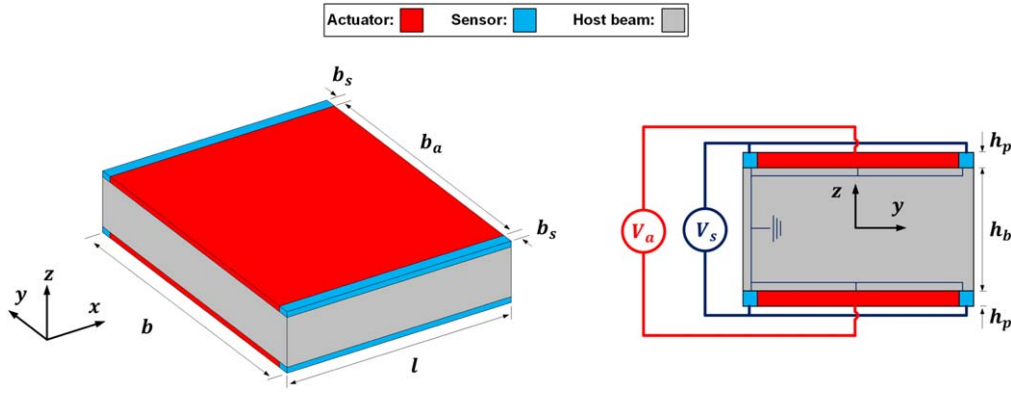 Actuator: Sensor: Host beam:
b_s
b_a
b_s
z
y
x
b
l
h_p
z
y
h_b
V_a
V_s
h_p